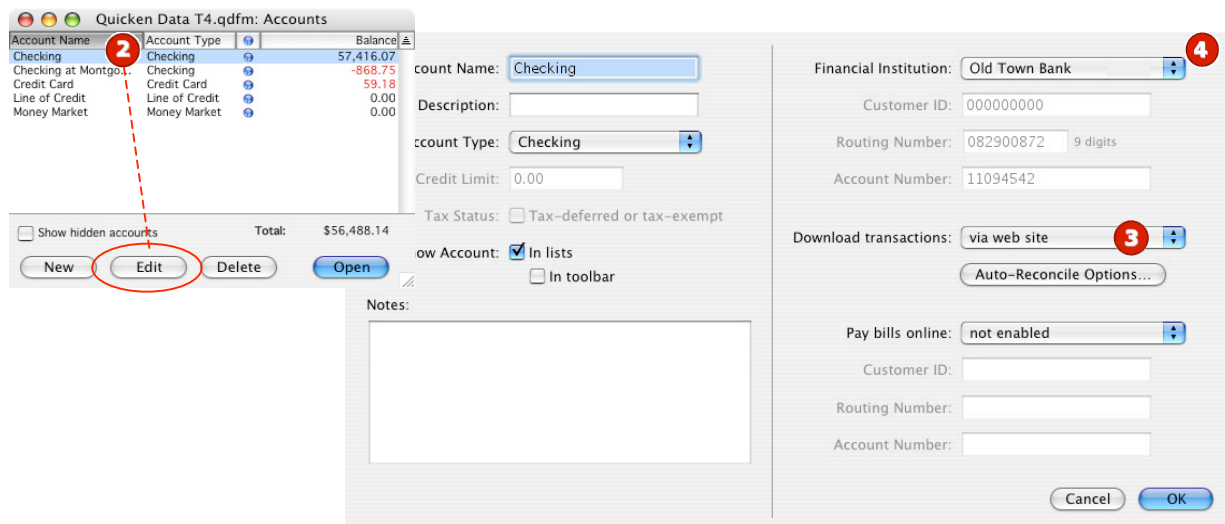 Quicken Data T4.qdfm: Accounts
Account Name Account Type Balance
2
Checking Checking 57,416.07
Checking at Montgo... Checking -868.75
Credit Card Credit Card 59.18
Line of Credit Line of Credit 0.00
Money Market Money Market 0.00
Show hidden accounts Total: $56,488.14
New Edit Delete Open
count Name: Checking
Description:
ccount Type: Checking
Credit Limit: 0.00
Tax Status: Tax-deferred or tax-exempt
ow Account: In lists
In toolbar
Notes:
4
Financial Institution: Old Town Bank
Customer ID: 000000000
Routing Number: 082900872 9 digits
Account Number: 11094542
Download transactions: via web site 3
Auto-Reconcile Options...
Pay bills online: not enabled
Customer ID:
Routing Number:
Account Number:
Cancel OK